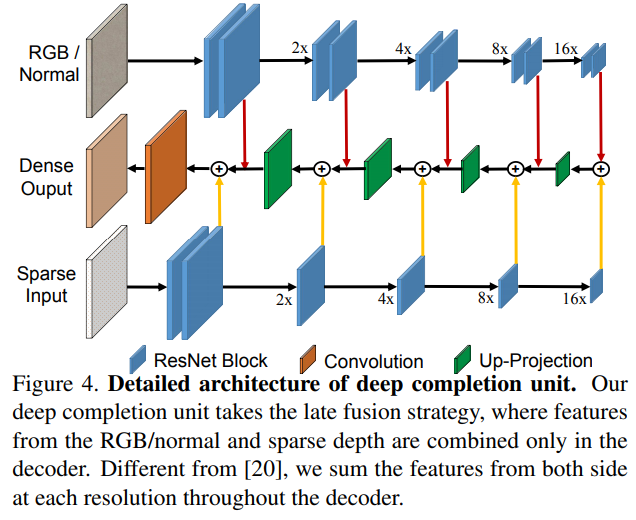 RGB /
Normal
2x
4x
8x
16x
Dense
Ouput
Sparse
Input
2x
4x
8x
16x
ResNet Block
Convolution
Up-Projection
Figure 4. Detailed architecture of deep completion unit. Our
deep completion unit takes the late fusion strategy, where features
from the RGB/normal and sparse depth are combined only in the
decoder. Different from [20], we sum the features from both side
at each resolution throughout the decoder.